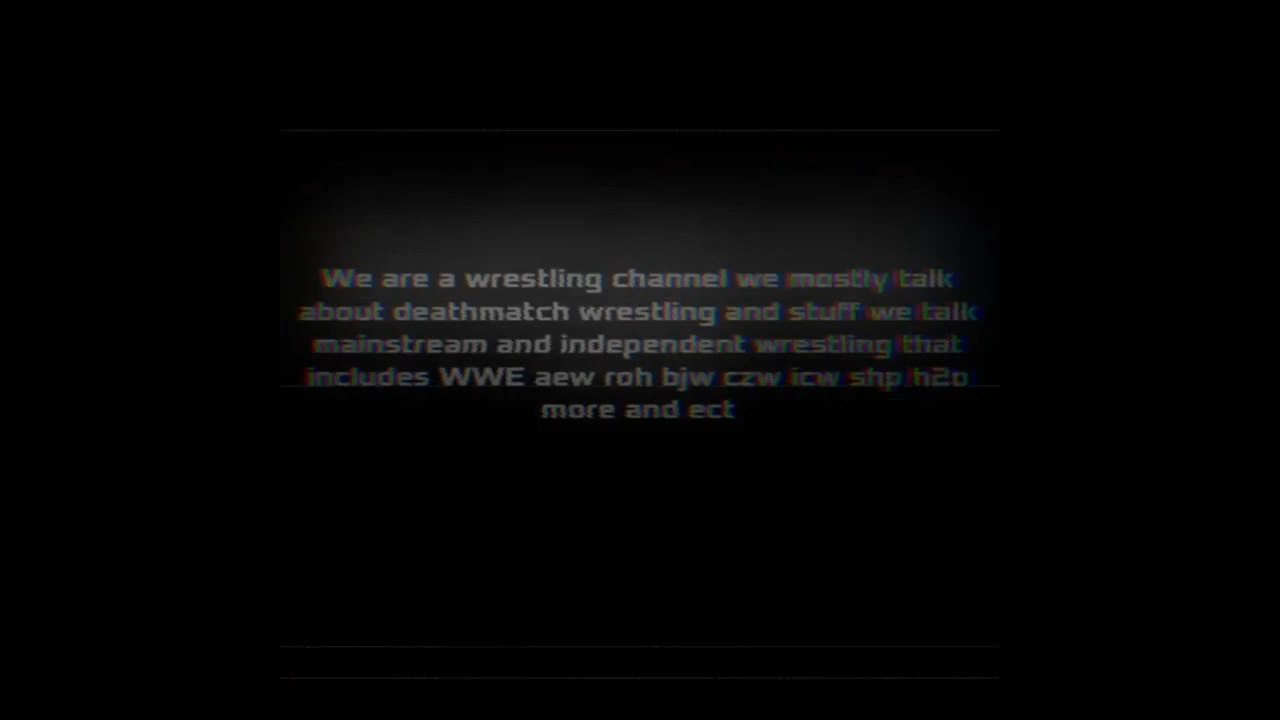 We are a wrestling channel we mostly talk
about deathmatch wrestling and stuff we talk
mainstream and independent wrestling that
includes WWE aew roh bjw czw icw shp h2o
more and ect